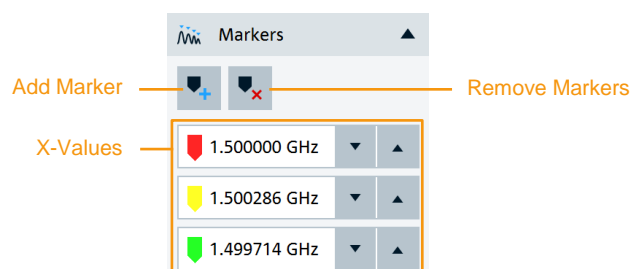 Markers
Add Marker
Remove Markers
X-Values
1.500000 GHz
1.500286 GHz
1.499714 GHz